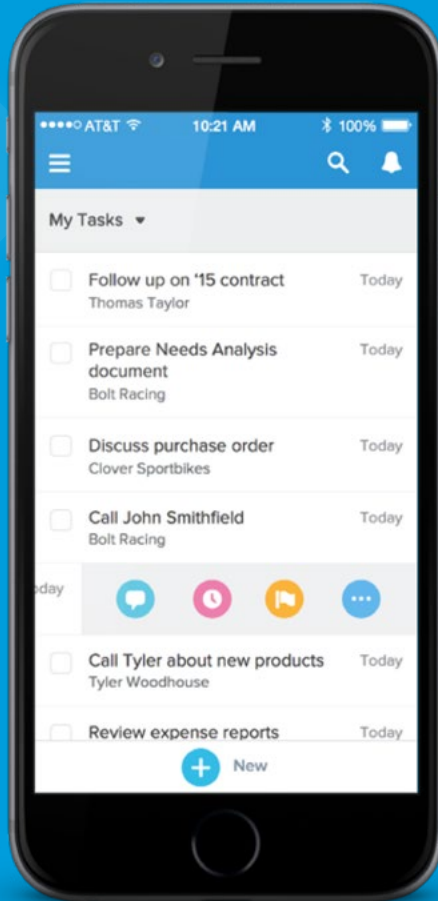 AT&T 10:21 AM 100%
My Tasks
Follow up on '15 contract Today
Thomas Taylor
Prepare Needs Analysis Today
document
Bolt Racing
Discuss purchase order Today
Clover Sportbikes
Call John Smithfield Today
Bolt Racing
oday
Call Tyler about new products Today
Tyler Woodhouse
Review expense reports Today
New